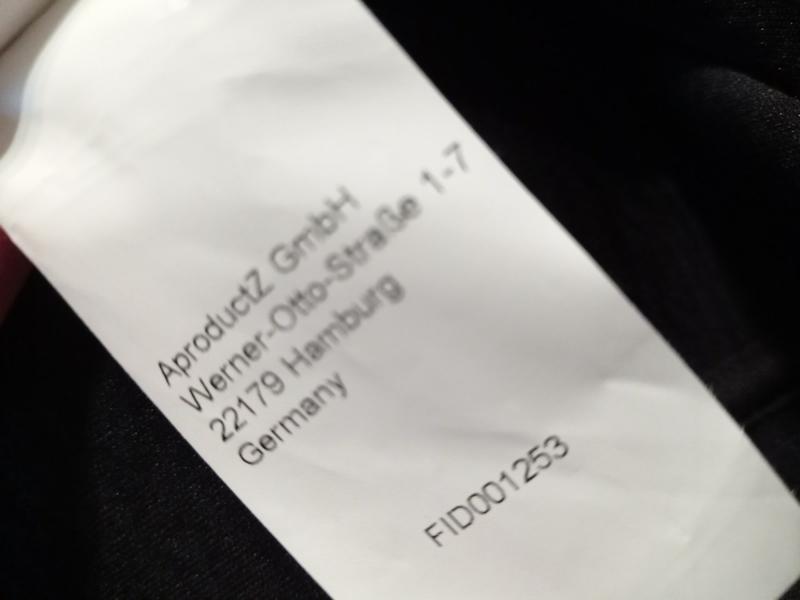 AproductZ GmbH
Werner-Otto-Straße 1-7
22179 Hamburg
Germany
FID001253